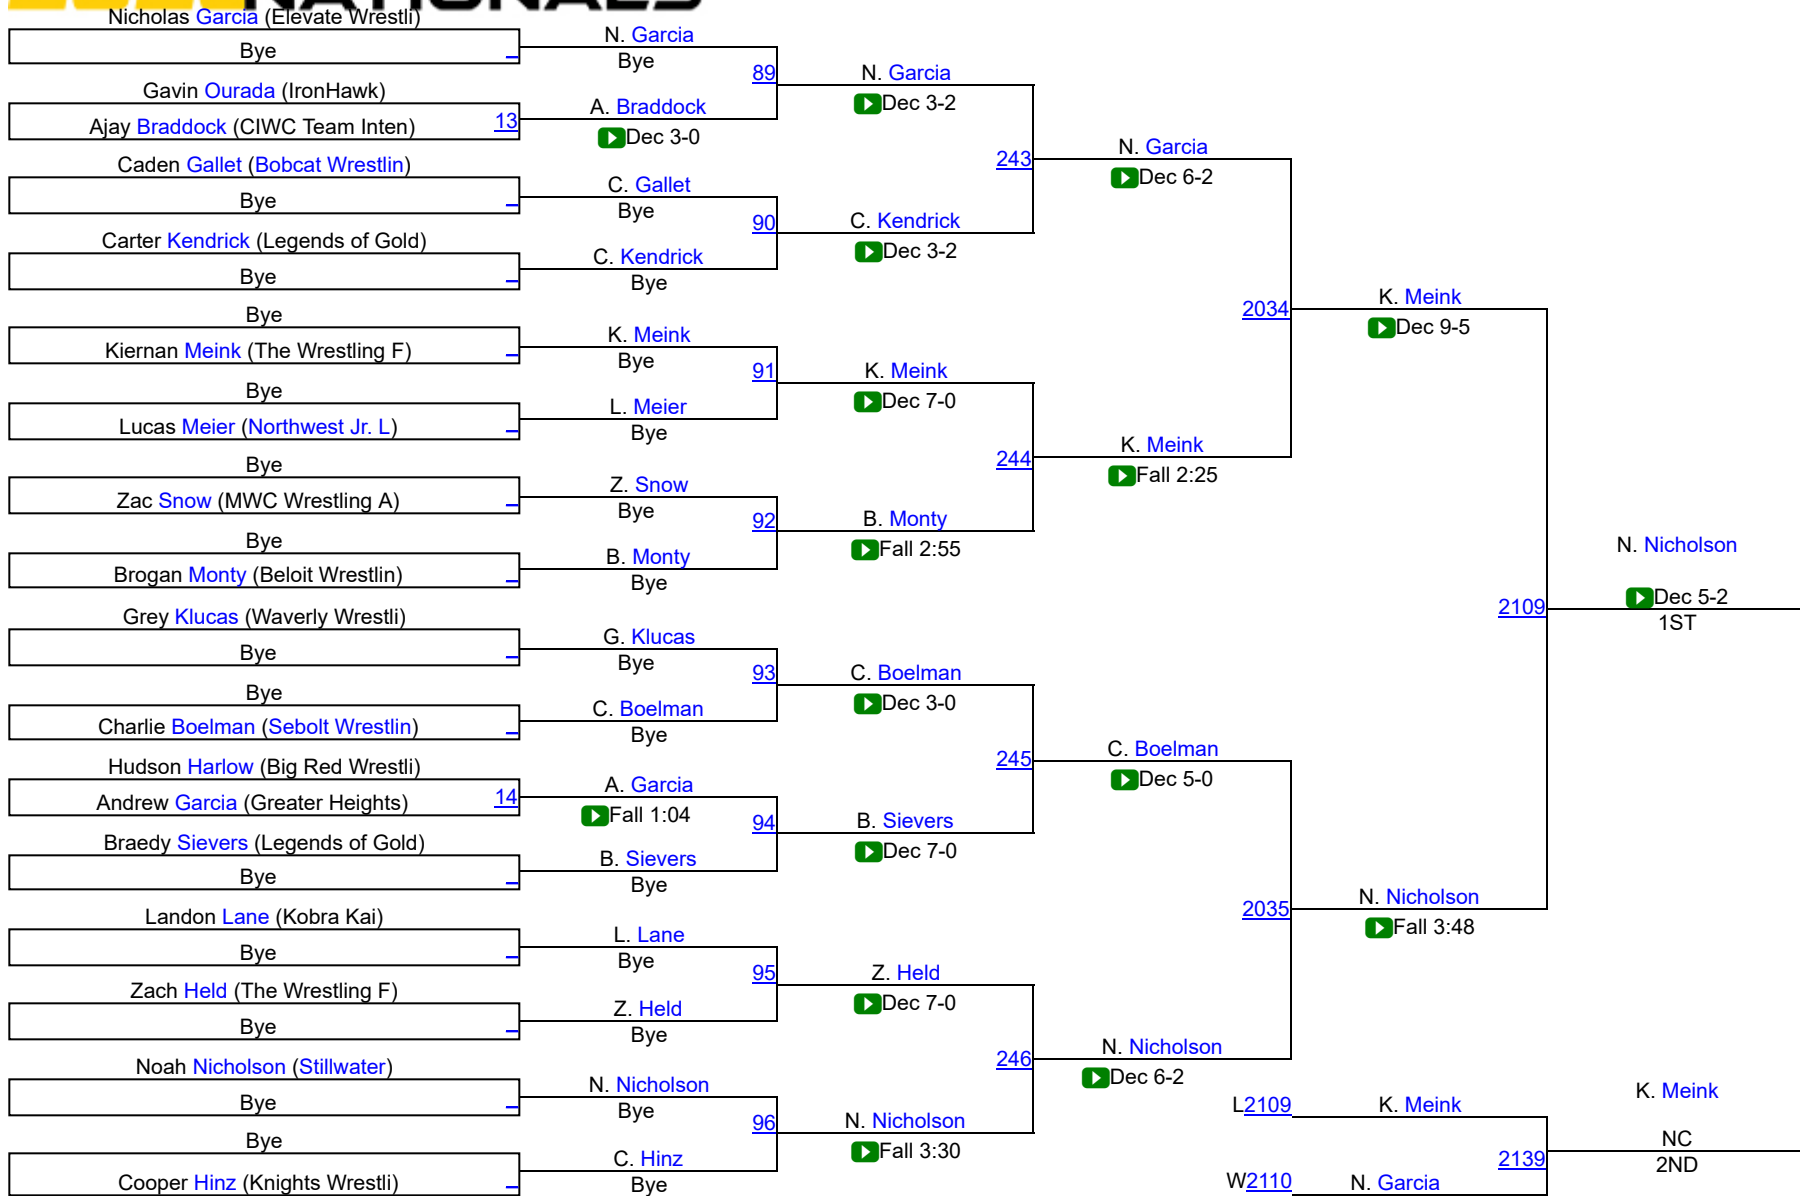 NATIONALS
Nicholas Garcia (Elevate Wrestli)
Bye
Gavin Ourada (IronHawk)
Ajay Braddock (CIWC Team Inten) 13
Caden Gallet (Bobcat Wrestlin)
Bye
Carter Kendrick (Legends of Gold)
Bye
Bye
Kiernan Meink (The Wrestling F)
Bye
Lucas Meier (Northwest Jr. L)
Bye
Zac Snow (MWC Wrestling A)
Bye
Brogan Monty (Beloit Wrestlin)
Grey Klucas (Waverly Wrestli)
Bye
Bye
Charlie Boelman (Sebolt Wrestlin)
Hudson Harlow (Big Red Wrestli)
Andrew Garcia (Greater Heights) 14
Braedy Sievers (Legends of Gold)
Bye
Landon Lane (Kobra Kai)
Bye
Zach Held (The Wrestling F)
Bye
Noah Nicholson (Stillwater)
Bye
Bye
Cooper Hinz (Knights Wrestli)
N. Garcia
Bye
89
A. Braddock
Dec 3-0
C. Gallet
Bye
90
C. Kendrick
Bye
K. Meink
Bye
91
L. Meier
Bye
Z. Snow
Bye
92
B. Monty
Bye
G. Klucas
Bye
93
C. Boelman
Bye
A. Garcia
Fall 1:04
94
B. Sievers
Bye
L. Lane
Bye
95
Z. Held
Bye
N. Nicholson
Bye
96
C. Hinz
Bye
N. Garcia
Dec 3-2
243
C. Kendrick
Dec 3-2
K. Meink
Dec 7-0
244
B. Monty
Fall 2:55
C. Boelman
Dec 3-0
245
B. Sievers
Dec 7-0
Z. Held
Dec 7-0
246
N. Nicholson
Fall 3:30
N. Garcia
Dec 6-2
2034
K. Meink
Fall 2:25
C. Boelman
Dec 5-0
2035
N. Nicholson
Dec 6-2
K. Meink
Dec 9-5
2109
N. Nicholson
Fall 3:48
N. Nicholson
Dec 5-2
1ST
L2109 K. Meink
2139
W2110 N. Garcia
K. Meink
NC
2ND